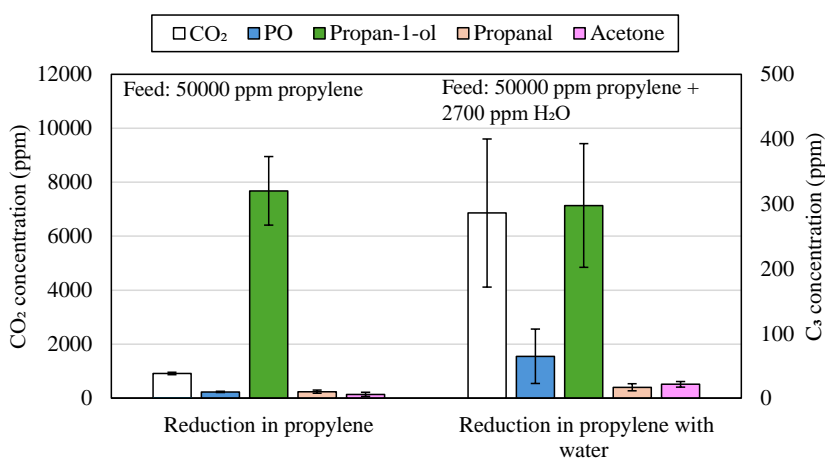 CO₂ PO Propan-1-ol Propanal Acetone
Feed: 50000 ppm propylene
Feed: 50000 ppm propylene +
2700 ppm H₂O
CO₂ concentration (ppm)
12000
10000
8000
6000
4000
2000
0
500
400
300
200
100
0
C₃ concentration (ppm)
Reduction in propylene
Reduction in propylene with
water